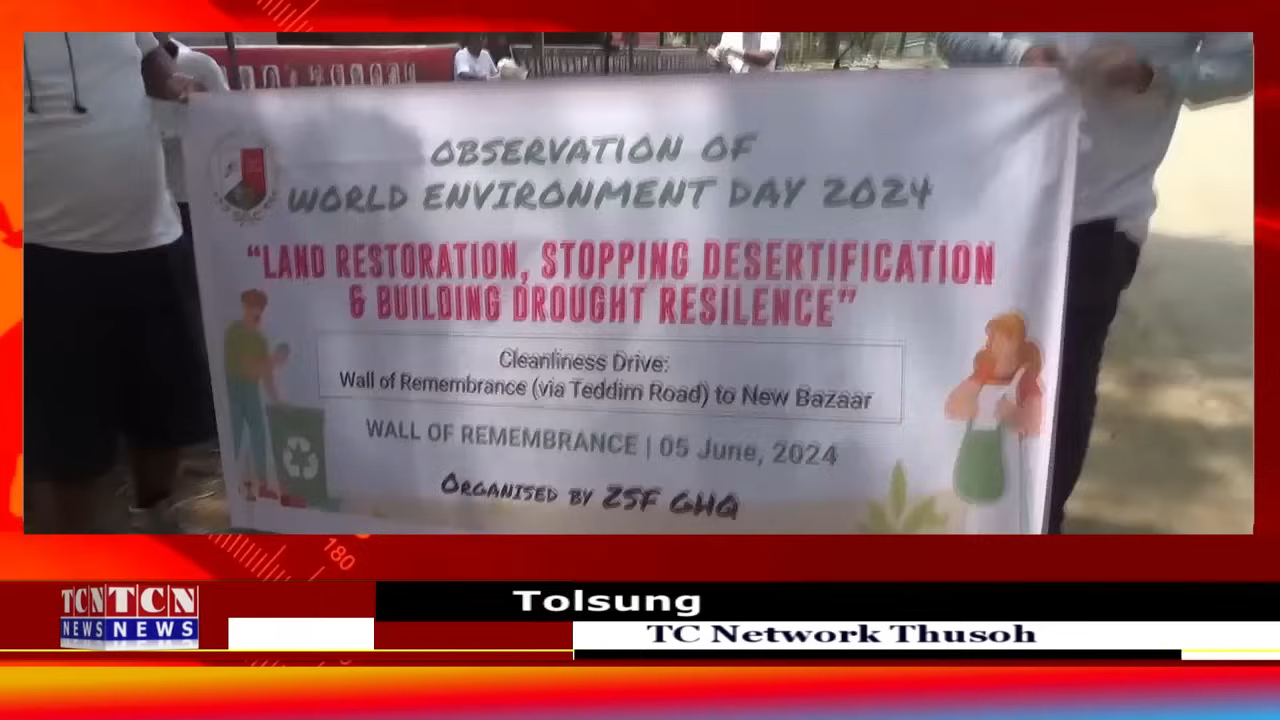 OBSERVATION OF
WORLD ENVIRONMENT DAY 2024
"LAND RESTORATION, STOPPING DESERTIFICATION
& BUILDING DROUGHT RESILENCE"
Cleanliness Drive:
Wall of Remembrance (via Teddim Road) to New Bazaar
WALL OF REMEMBRANCE | 05 June, 2024
ORGANISED BY ZSF GHQ
180
TCN TCN
NEWS NEWS
Tolsung
TC Network Thusoh